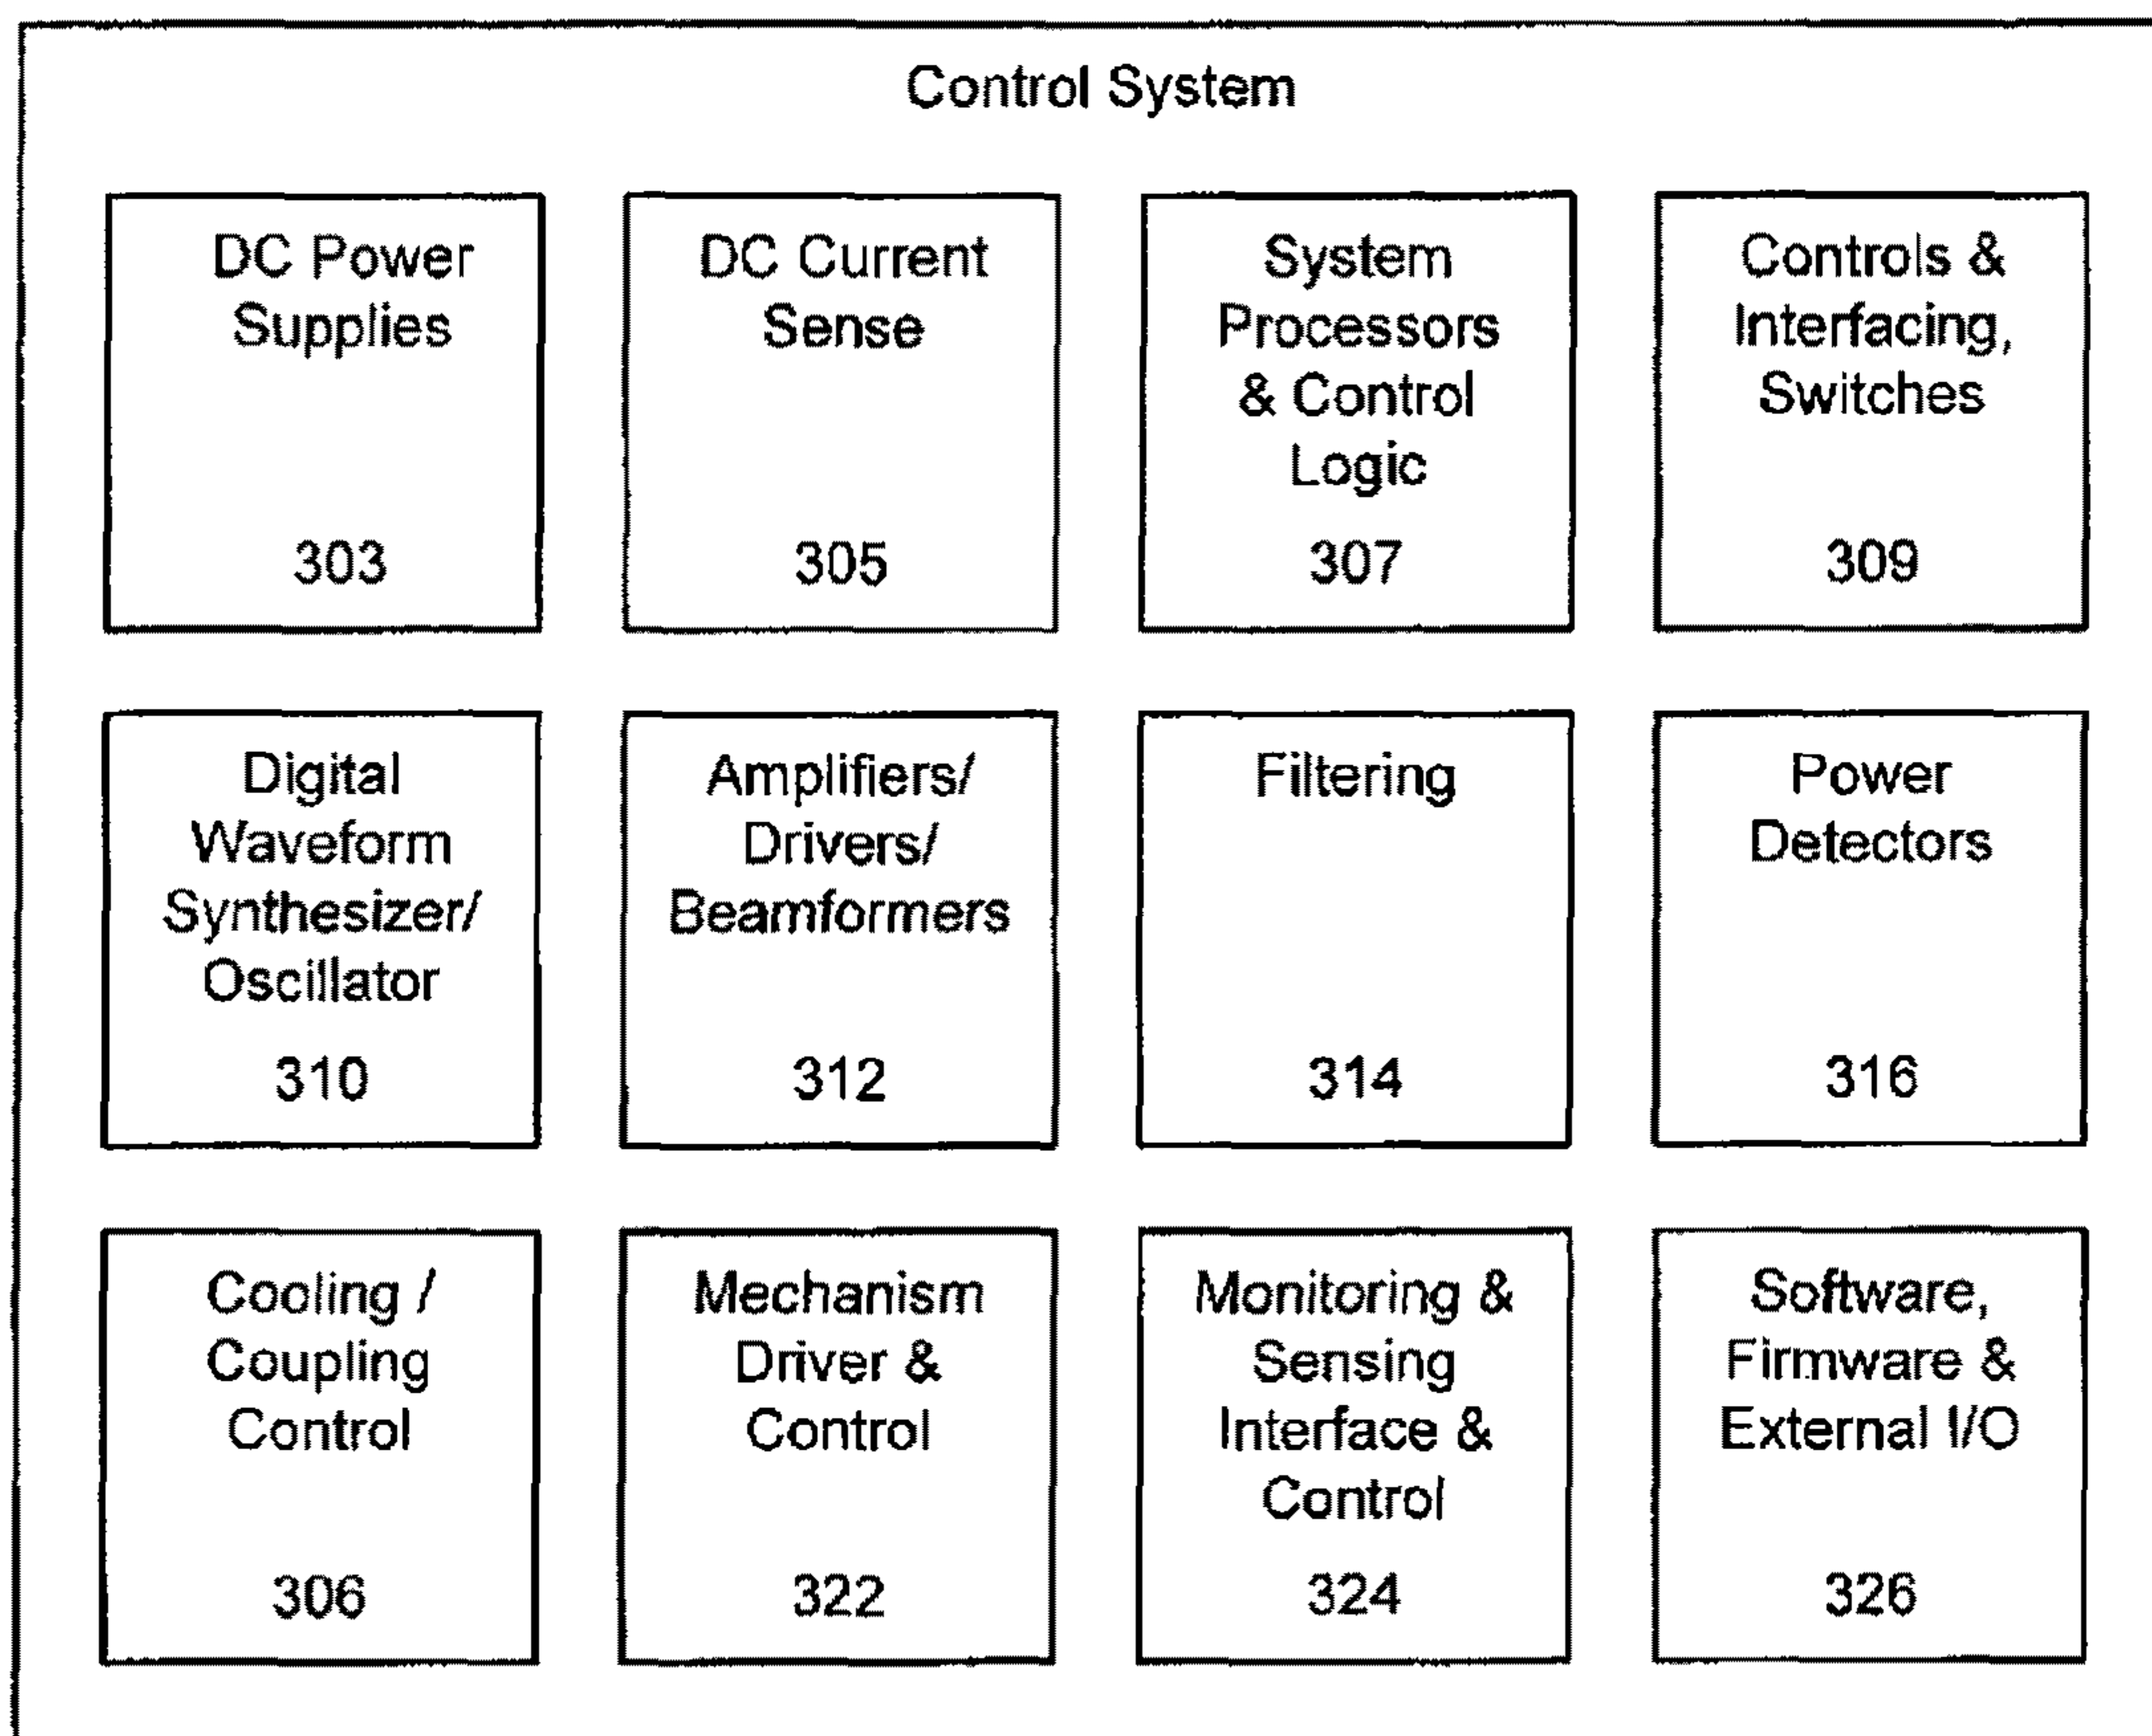 Control System
DC Power
Supplies
303
DC Current
Sense
305
System
Processors
& Control
Logic
307
Controls &
Interfacing,
Switches
309
Digital
Waveform
Synthesizer/
Oscillator
310
Amplifiers/
Drivers/
Beamformers
312
Filtering
314
Power
Detectors
316
Cooling /
Coupling
Control
306
Mechanism
Driver &
Control
322
Monitoring &
Sensing
Interface &
Control
324
Software,
Firmware &
External I/O
326